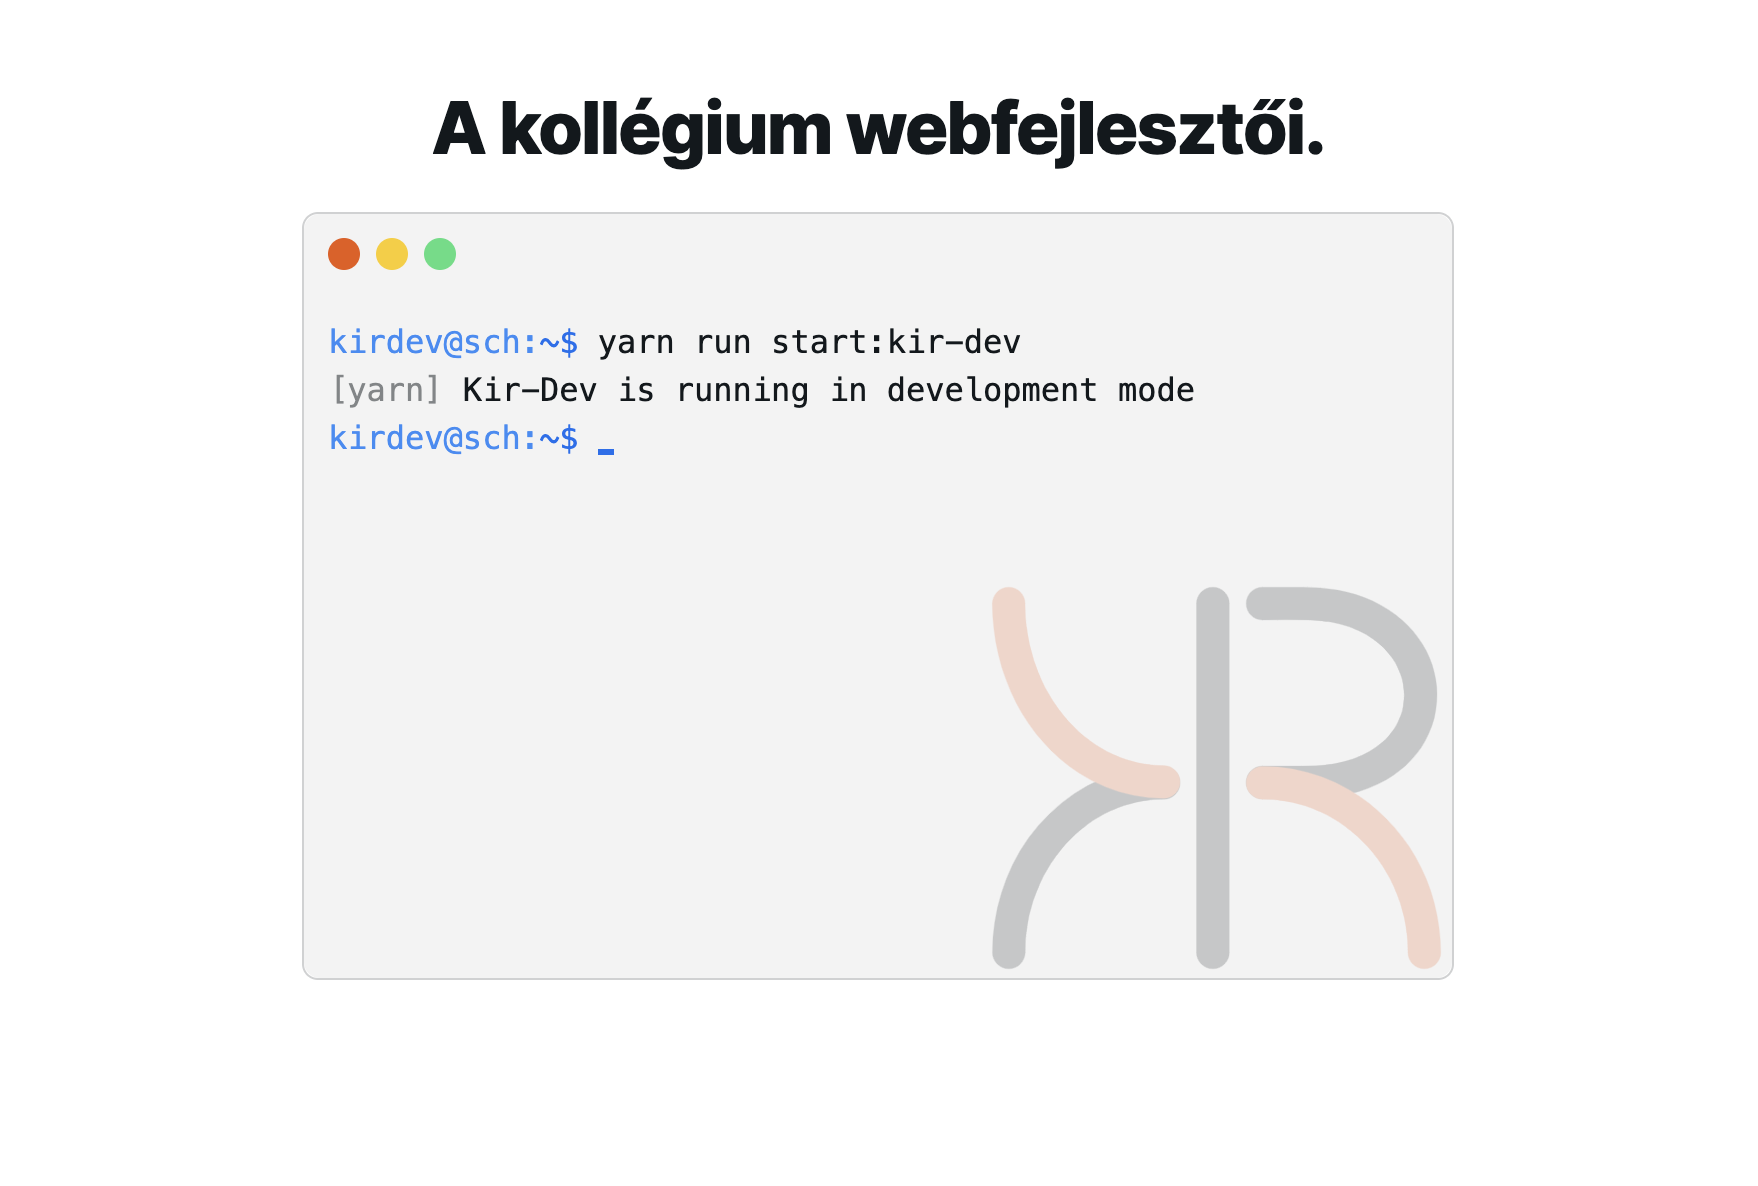 A kollégium webfejlesztői.
kirdev@sch:~$ yarn run start:kir-dev
[yarn] Kir-Dev is running in development mode
kirdev@sch:~$ _